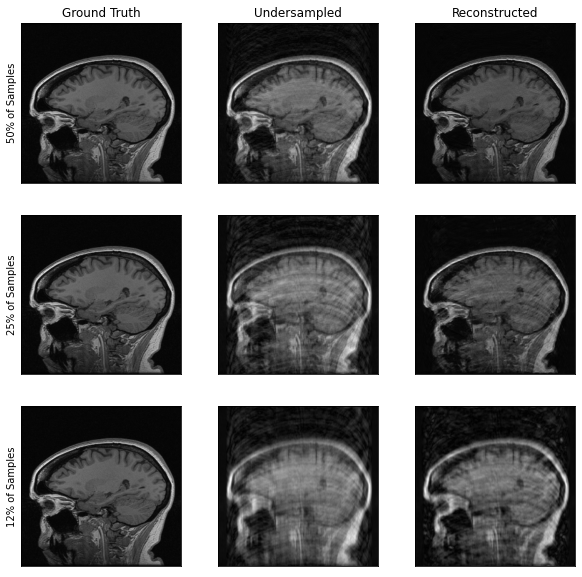 Ground Truth
Undersampled
Reconstructed
50% of Samples
25% of Samples
12% of Samples